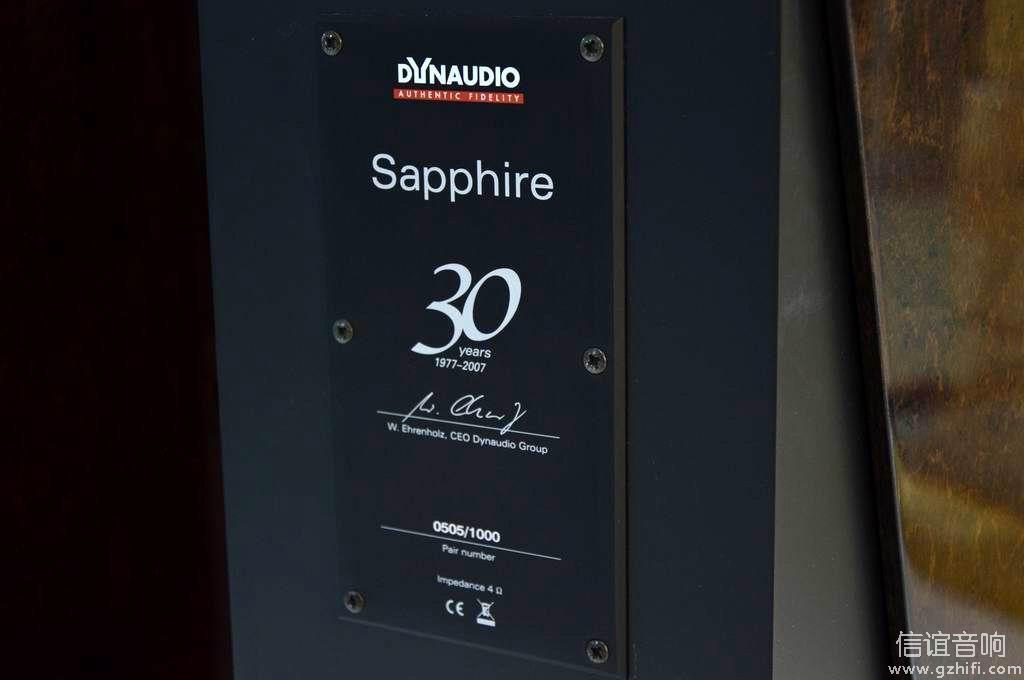 DYNAUDIO
AUTHENTIC FIDELITY
Sapphire
30
years
1977–2007
W. Ehrenholz, CEO Dynaudio Group
0505/1000
Pair number
Impedance 4 Ω
CE
信谊音响
www.gzhifi.com